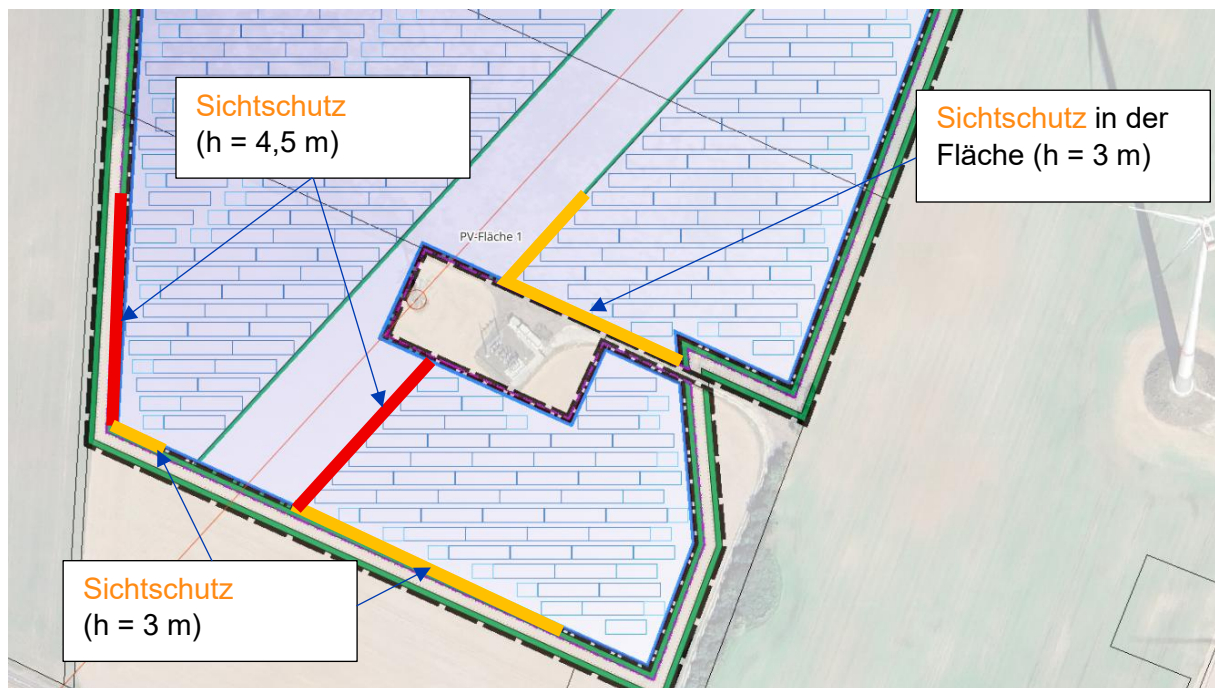 Sichtschutz
(h = 4,5 m)
Sichtschutz in der
Fläche (h = 3 m)
PV-Fläche 1
Sichtschutz
(h = 3 m)